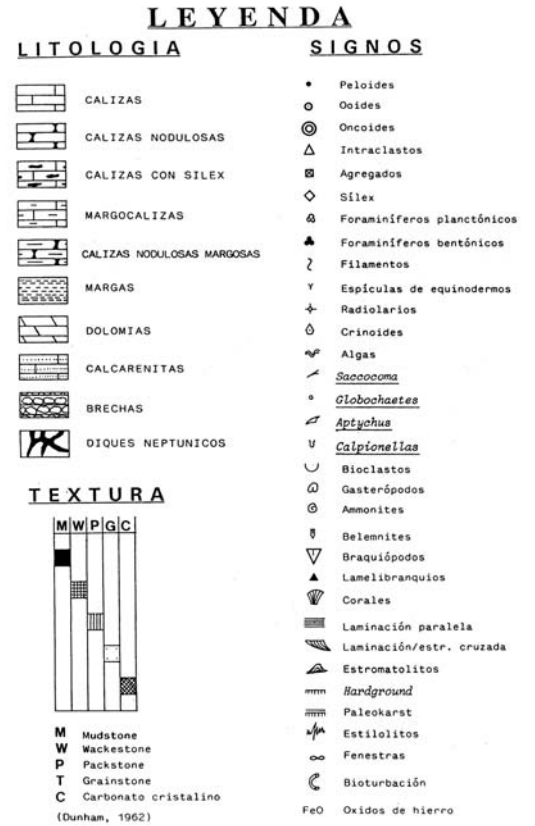 LEYENDA
LITOLOGIA
CALIZAS
CALIZAS NODULOSAS
CALIZAS CON SILEX
MARGOCALIZAS
CALIZAS NODULOSAS MARGOSAS
MARGAS
DOLOMIAS
CALCARENITAS
BRECHAS
DIQUES NEPTUNICOS
TEXTURA
M W P G C
M Mudstone
W Wackestone
P Packstone
T Grainstone
C Carbonato cristalino
(Dunham, 1962)
SIGNOS
Peloides
Ooides
Oncoides
Intraclastos
Agregados
Sílex
Foraminíferos planctónicos
Foraminíferos bentónicos
Filamentos
Espículas de equinodermos
Radiolarios
Crinoides
Algas
Saccocoma
Globochaetes
Aptychus
Calpionellas
Bioclastos
Gasterópodos
Ammonites
Belemnites
Braquiópodos
Lamelibranquios
Corales
Laminación paralela
Laminación/estr. cruzada
Estromatolitos
Hardground
Paleokarst
Estilolitos
Fenestras
Bioturbación
FeO Oxidos de hierro